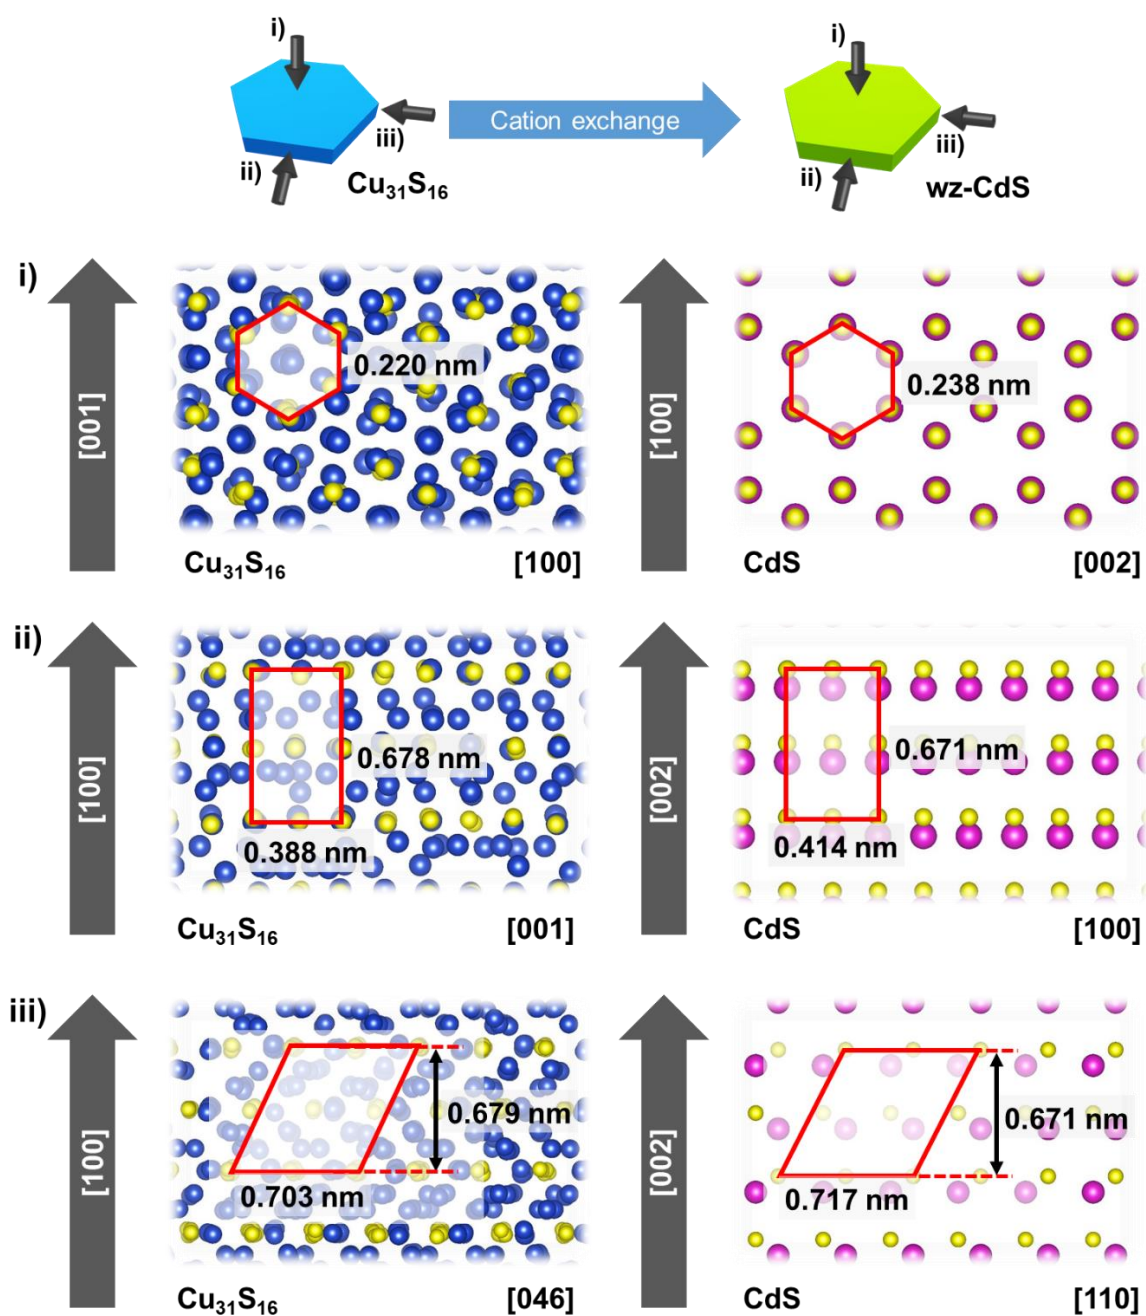 i)
i)
Cation exchange
iii)
iii)
ii)
Cu₃₁S₁₆
ii)
wz-CdS
i)
[001]
0.220 nm
Cu₃₁S₁₆
[100]
[100]
0.238 nm
CdS
[002]
ii)
[100]
0.678 nm
0.388 nm
Cu₃₁S₁₆
[001]
[002]
0.671 nm
0.414 nm
CdS
[100]
iii)
[100]
0.679 nm
0.703 nm
Cu₃₁S₁₆
[046]
[002]
0.671 nm
0.717 nm
CdS
[110]